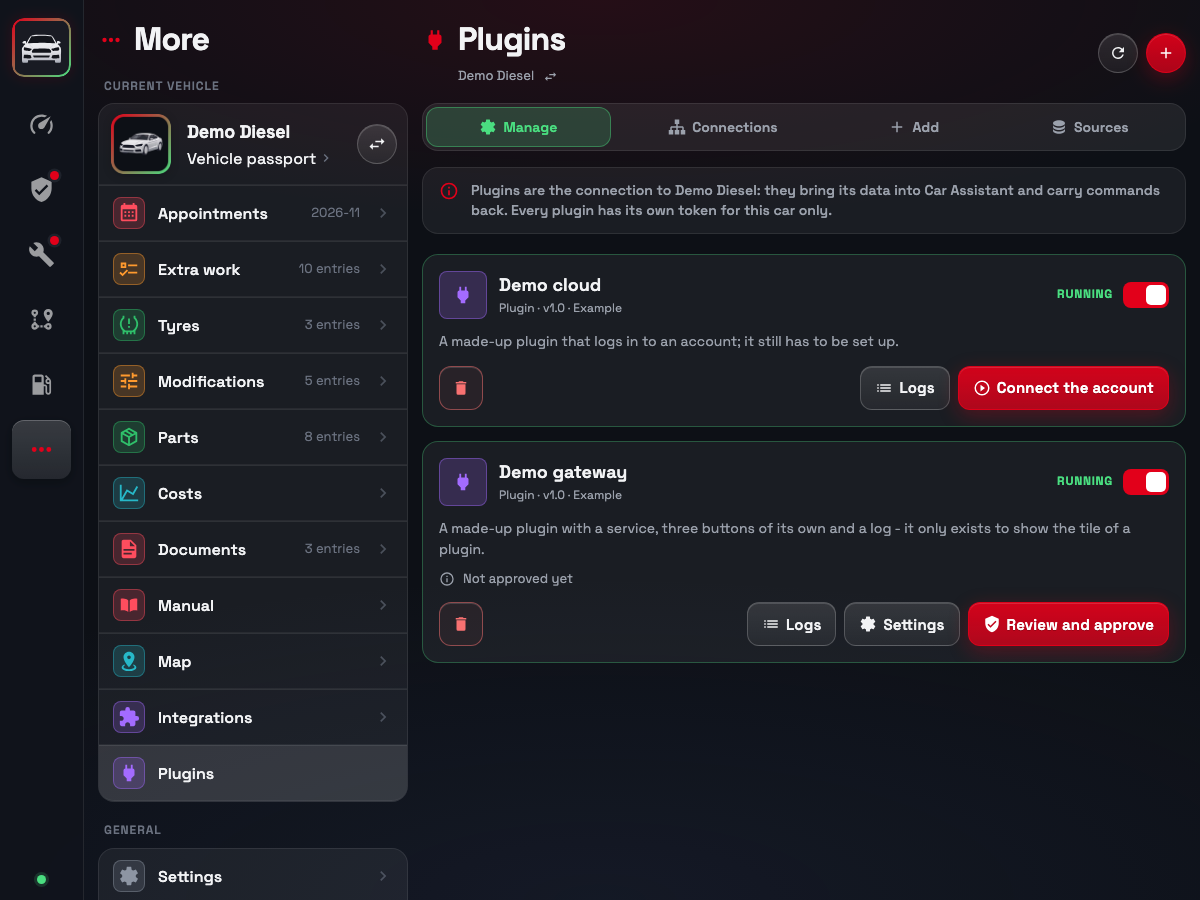 More
CURRENT VEHICLE
Demo Diesel
Vehicle passport
Appointments 2026-11
Extra work 10 entries
Tyres 3 entries
Modifications 5 entries
Parts 8 entries
Costs
Documents 3 entries
Manual
Map
Integrations
Plugins
GENERAL
Settings
Plugins
Demo Diesel
Manage Connections Add Sources
Plugins are the connection to Demo Diesel: they bring its data into Car Assistant and carry commands
back. Every plugin has its own token for this car only.
Demo cloud
Plugin · v1.0 · Example
RUNNING
A made-up plugin that logs in to an account; it still has to be set up.
Logs Connect the account
Demo gateway
Plugin · v1.0 · Example
RUNNING
A made-up plugin with a service, three buttons of its own and a log - it only exists to show the tile of a
plugin.
Not approved yet
Logs Settings Review and approve